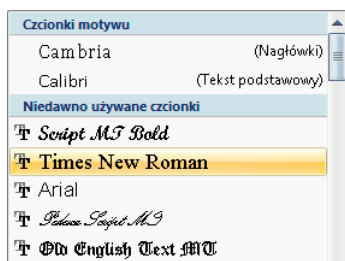 Czcionki motywu
Cambria (Nagłówki)
Calibri (Tekst podstawowy)
Niedawno używane czcionki
Script MT Bold
Times New Roman
Arial
Palace Script MT
Old English Text MT